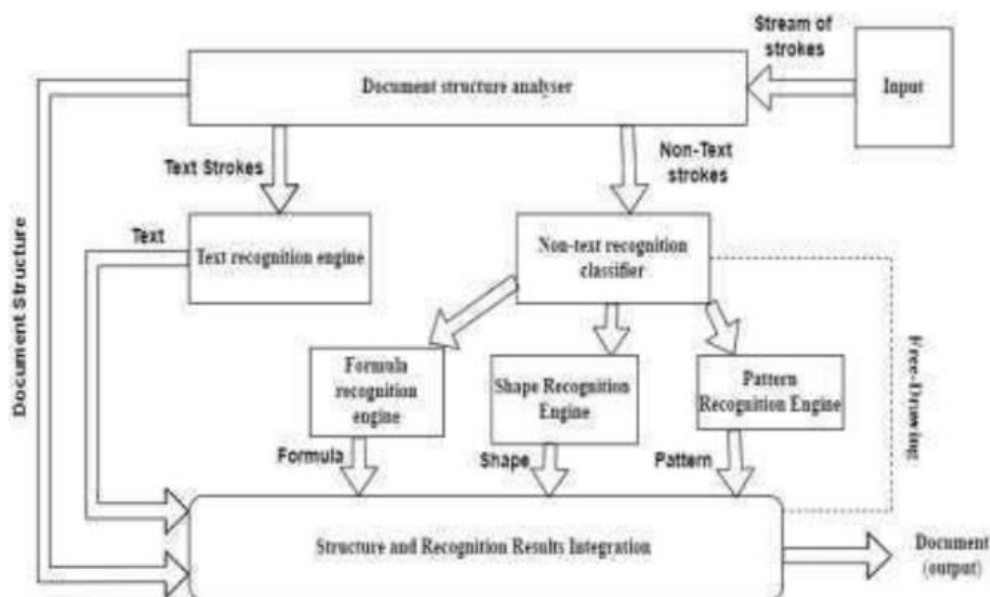 Stream of
strokes
Document structure analyser
Input
Text Strokes
Non-Text
strokes
Document Structure
Text
Text recognition engine
Non-text recognition
classifier
Free-Drawing
Formula
recognition
engine
Shape Recognition
Engine
Pattern
Recognition Engine
Formula
Shape
Pattern
Structure and Recognition Results Integration
Document
(output)